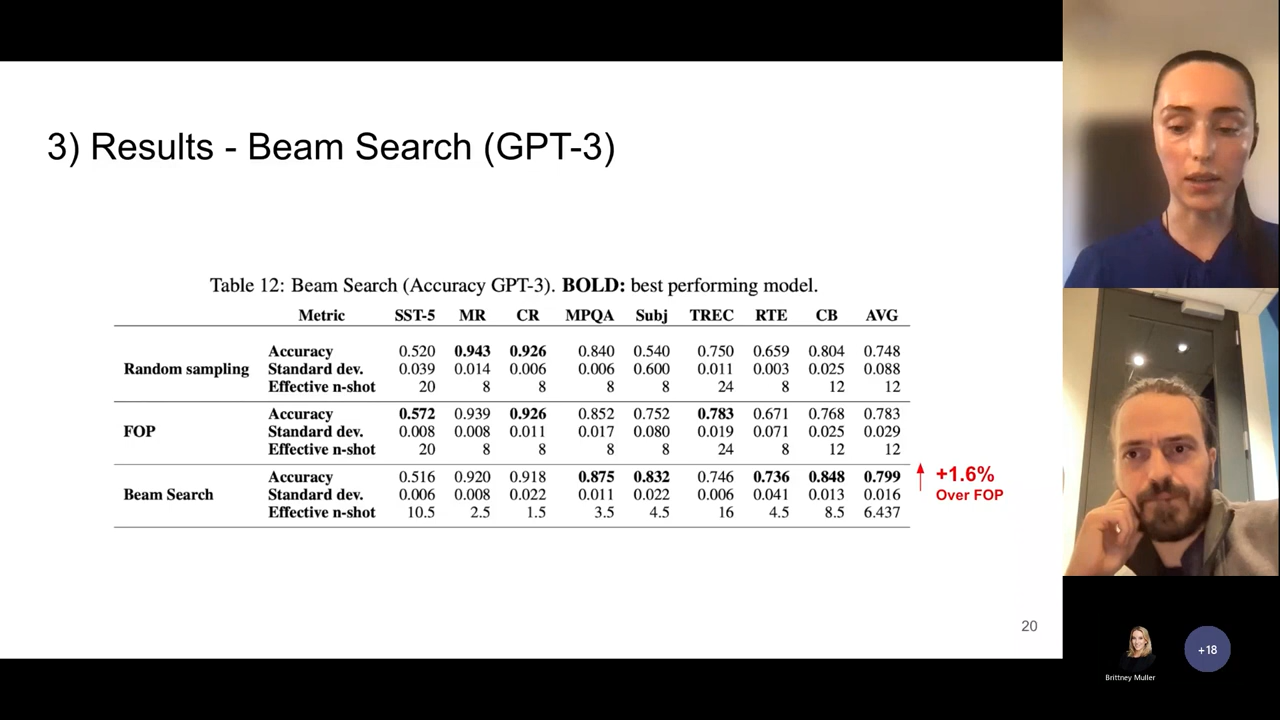 3) Results - Beam Search (GPT-3)
Table 12: Beam Search (Accuracy GPT-3). BOLD: best performing model.
Metric SST-5 MR CR MPQA Subj TREC RTE CB AVG
Random sampling
Accuracy 0.520 0.943 0.926 0.840 0.540 0.750 0.659 0.804 0.748
Standard dev. 0.039 0.014 0.006 0.006 0.600 0.011 0.003 0.025 0.088
Effective n-shot 20 8 8 8 8 24 8 12 12
FOP
Accuracy 0.572 0.939 0.926 0.852 0.752 0.783 0.671 0.768 0.783
Standard dev. 0.008 0.008 0.011 0.017 0.080 0.019 0.071 0.025 0.029
Effective n-shot 20 8 8 8 8 24 8 12 12
Beam Search
Accuracy 0.516 0.920 0.918 0.875 0.832 0.746 0.736 0.848 0.799
Standard dev. 0.006 0.008 0.022 0.011 0.022 0.006 0.041 0.013 0.016
Effective n-shot 10.5 2.5 1.5 3.5 4.5 16 4.5 8.5 6.437
+1.6%
Over FOP
20
+18
Brittney Muller